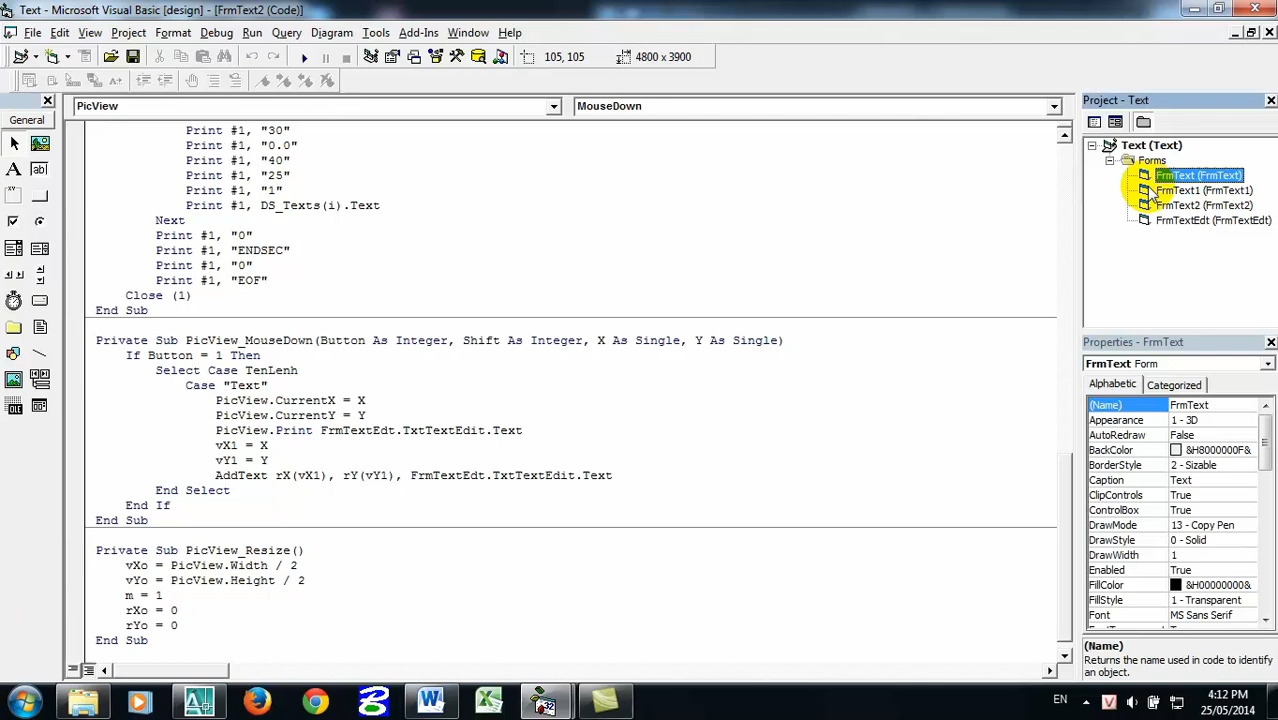 Text - Microsoft Visual Basic [design] - [FrmText2 (Code)]
File Edit View Project Format Debug Run Query Diagram Tools Add-Ins Window Help
105, 105 4800 x 3900
General
PicView MouseDown
Print #1, "30"
Print #1, "0.0"
Print #1, "40"
Print #1, "25"
Print #1, "1"
Print #1, DS_Texts(i).Text
Next
Print #1, "0"
Print #1, "ENDSEC"
Print #1, "0"
Print #1, "EOF"
Close (1)
End Sub
Private Sub PicView_MouseDown(Button As Integer, Shift As Integer, X As Single, Y As Single)
If Button = 1 Then
Select Case TenLenh
Case "Text"
PicView.CurrentX = X
PicView.CurrentY = Y
PicView.Print FrmTextEdt.TxtTextEdit.Text
vX1 = X
vY1 = Y
AddText rX(vX1), rY(vY1), FrmTextEdt.TxtTextEdit.Text
End Select
End If
End Sub
Private Sub PicView_Resize()
vXo = PicView.Width / 2
vYo = PicView.Height / 2
m = 1
rXo = 0
rYo = 0
End Sub
Project - Text
Text (Text)
Forms
FrmText (FrmText)
FrmText1 (FrmText1)
FrmText2 (FrmText2)
FrmTextEdt (FrmTextEdt)
Properties - FrmText
FrmText Form
Alphabetic Categorized
(Name) FrmText
Appearance 1 - 3D
AutoRedraw False
BackColor &H8000000F&
BorderStyle 2 - Sizable
Caption Text
ClipControls True
ControlBox True
DrawMode 13 - Copy Pen
DrawStyle 0 - Solid
DrawWidth 1
Enabled True
FillColor &H00000000&
FillStyle 1 - Transparent
Font MS Sans Serif
(Name)
Returns the name used in code to identify
an object.
EN
4:12 PM
25/05/2014